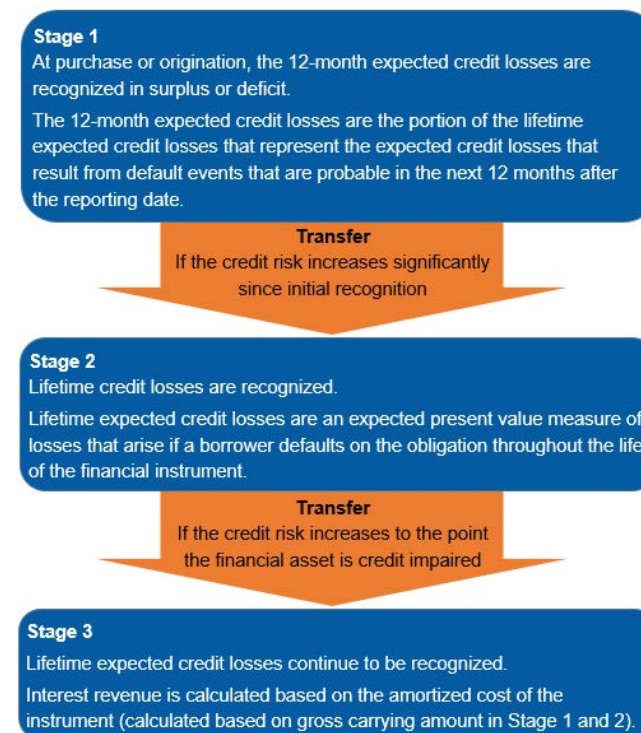 Stage 1
At purchase or origination, the 12-month expected credit losses are
recognized in surplus or deficit.
The 12-month expected credit losses are the portion of the lifetime
expected credit losses that represent the expected credit losses that
result from default events that are probable in the next 12 months after
the reporting date.
Transfer
If the credit risk increases significantly
since initial recognition
Stage 2
Lifetime credit losses are recognized.
Lifetime expected credit losses are an expected present value measure of
losses that arise if a borrower defaults on the obligation throughout the life
of the financial instrument.
Transfer
If the credit risk increases to the point
the financial asset is credit impaired
Stage 3
Lifetime expected credit losses continue to be recognized.
Interest revenue is calculated based on the amortized cost of the
instrument (calculated based on gross carrying amount in Stage 1 and 2).